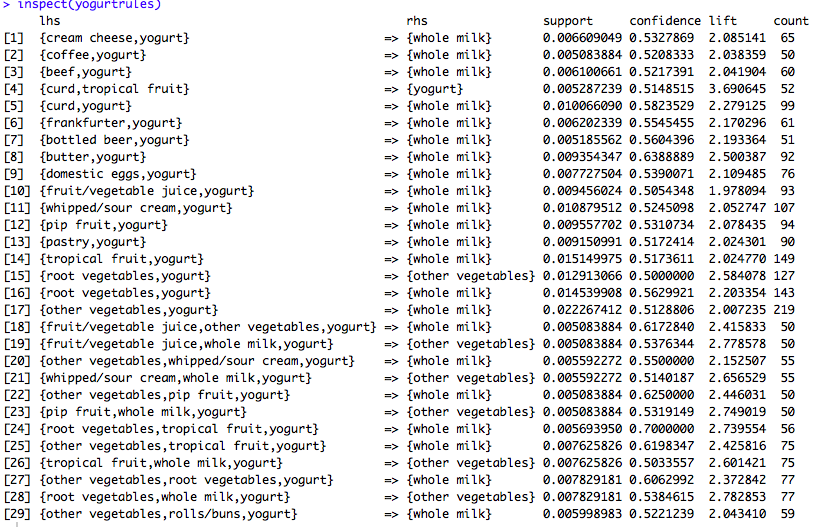 > inspect(yogurtrules)
lhs rhs support confidence lift count
[1] {cream cheese,yogurt} => {whole milk} 0.006609049 0.5327869 2.085141 65
[2] {coffee,yogurt} => {whole milk} 0.005083884 0.5208333 2.038359 50
[3] {beef,yogurt} => {whole milk} 0.006100661 0.5217391 2.041904 60
[4] {curd,tropical fruit} => {yogurt} 0.005287239 0.5148515 3.690645 52
[5] {curd,yogurt} => {whole milk} 0.010066090 0.5823529 2.279125 99
[6] {frankfurter,yogurt} => {whole milk} 0.006202339 0.5545455 2.170296 61
[7] {bottled beer,yogurt} => {whole milk} 0.005185562 0.5604396 2.193364 51
[8] {butter,yogurt} => {whole milk} 0.009354347 0.6388889 2.500387 92
[9] {domestic eggs,yogurt} => {whole milk} 0.007727504 0.5390071 2.109485 76
[10] {fruit/vegetable juice,yogurt} => {whole milk} 0.009456024 0.5054348 1.978094 93
[11] {whipped/sour cream,yogurt} => {whole milk} 0.010879512 0.5245098 2.052747 107
[12] {pip fruit,yogurt} => {whole milk} 0.009557702 0.5310734 2.078435 94
[13] {pastry,yogurt} => {whole milk} 0.009150991 0.5172414 2.024301 90
[14] {tropical fruit,yogurt} => {whole milk} 0.015149975 0.5173611 2.024770 149
[15] {root vegetables,yogurt} => {other vegetables} 0.012913066 0.5000000 2.584078 127
[16] {root vegetables,yogurt} => {whole milk} 0.014539908 0.5629921 2.203354 143
[17] {other vegetables,yogurt} => {whole milk} 0.022267412 0.5128806 2.007235 219
[18] {fruit/vegetable juice,other vegetables,yogurt} => {whole milk} 0.005083884 0.6172840 2.415833 50
[19] {fruit/vegetable juice,whole milk,yogurt} => {other vegetables} 0.005083884 0.5376344 2.778578 50
[20] {other vegetables,whipped/sour cream,yogurt} => {whole milk} 0.005592272 0.5500000 2.152507 55
[21] {whipped/sour cream,whole milk,yogurt} => {other vegetables} 0.005592272 0.5140187 2.656529 55
[22] {other vegetables,pip fruit,yogurt} => {whole milk} 0.005083884 0.6250000 2.446031 50
[23] {pip fruit,whole milk,yogurt} => {other vegetables} 0.005083884 0.5319149 2.749019 50
[24] {root vegetables,tropical fruit,yogurt} => {whole milk} 0.005693950 0.7000000 2.739554 56
[25] {other vegetables,tropical fruit,yogurt} => {whole milk} 0.007625826 0.6198347 2.425816 75
[26] {tropical fruit,whole milk,yogurt} => {other vegetables} 0.007625826 0.5033557 2.601421 75
[27] {other vegetables,root vegetables,yogurt} => {whole milk} 0.007829181 0.6062992 2.372842 77
[28] {root vegetables,whole milk,yogurt} => {other vegetables} 0.007829181 0.5384615 2.782853 77
[29] {other vegetables,rolls/buns,yogurt} => {whole milk} 0.005998983 0.5221239 2.043410 59